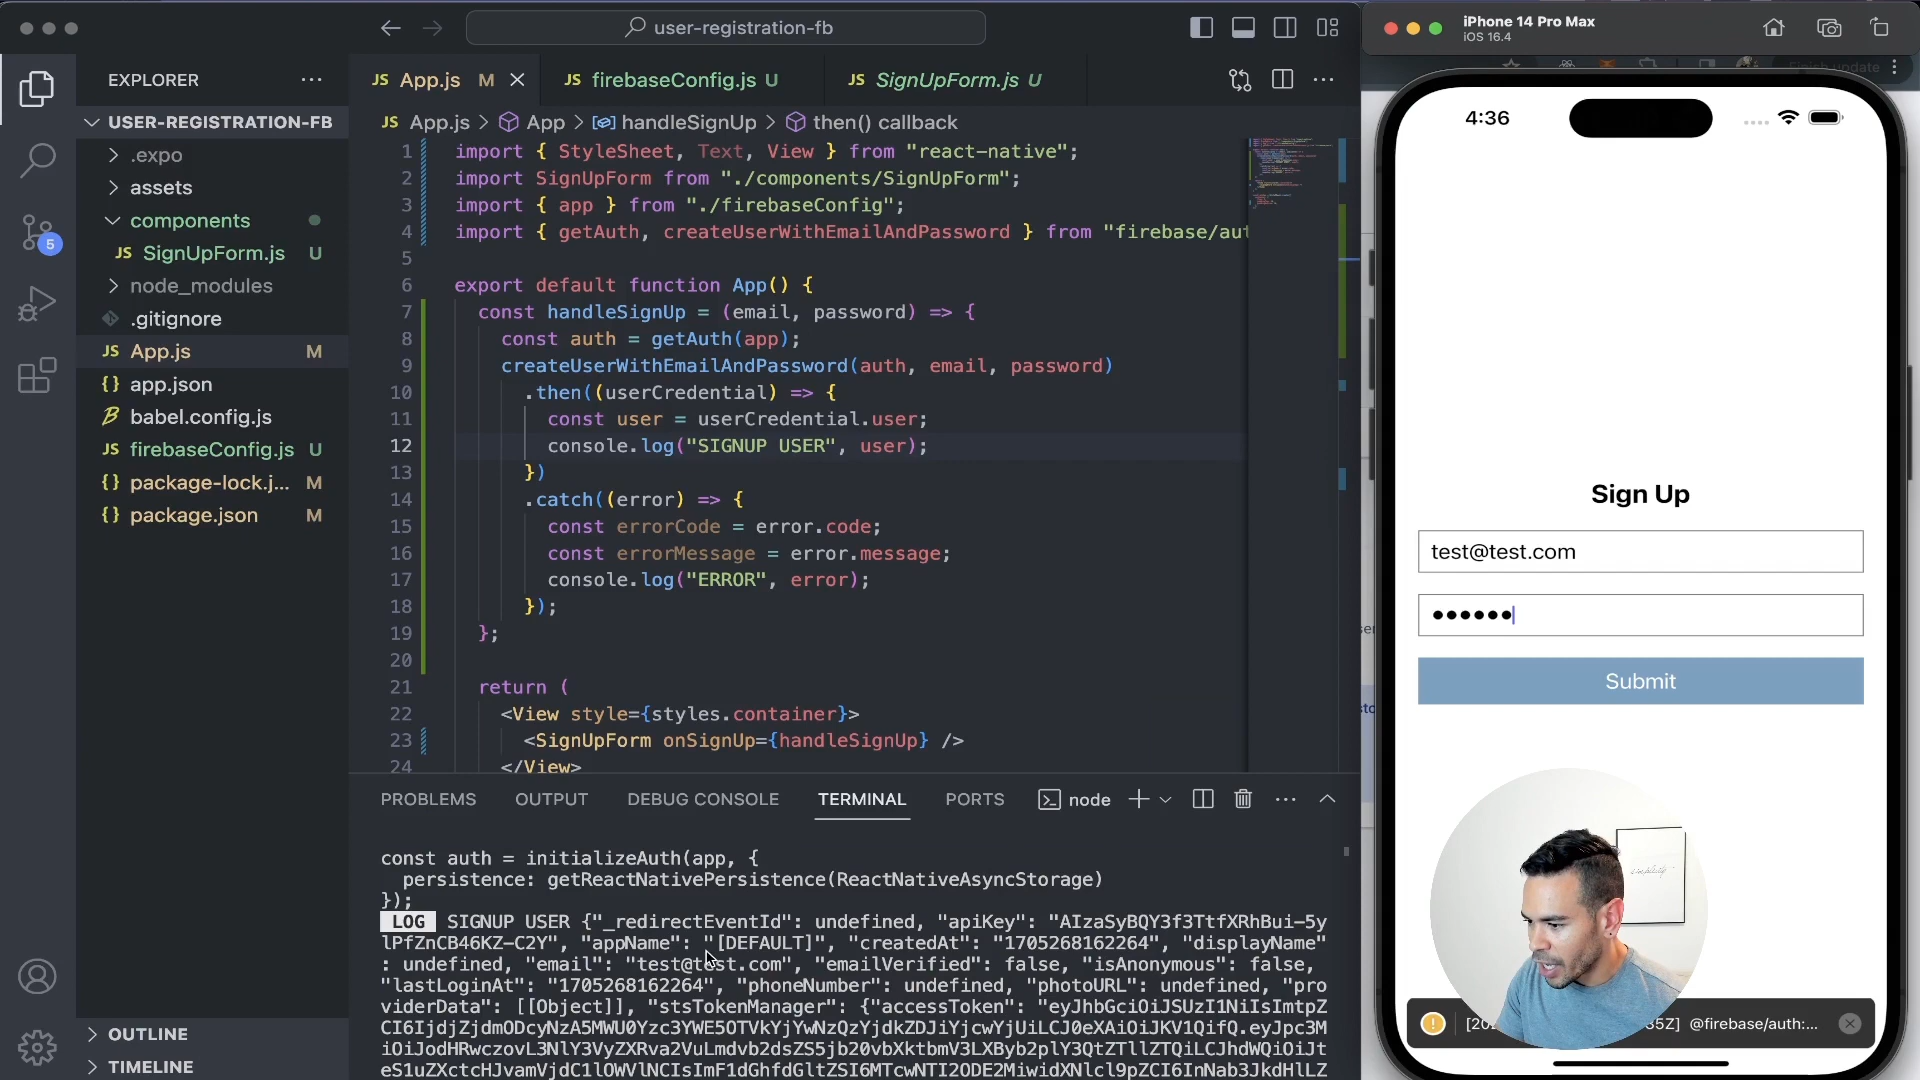 user-registration-fb
iPhone 14 Pro Max
iOS 16.4
EXPLORER
USER-REGISTRATION-FB
.expo
assets
components
SignUpForm.js U
node_modules
.gitignore
App.js M
app.json
babel.config.js
firebaseConfig.js U
package-lock.j... M
package.json M
5
OUTLINE
TIMELINE
JS App.js M
JS firebaseConfig.js U
JS SignUpForm.js U
JS App.js > App > handleSignUp > then() callback
1 import { StyleSheet, Text, View } from "react-native";
2 import SignUpForm from "./components/SignUpForm";
3 import { app } from "./firebaseConfig";
4 import { getAuth, createUserWithEmailAndPassword } from "firebase/aut
5
6 export default function App() {
7 const handleSignUp = (email, password) => {
8 const auth = getAuth(app);
9 createUserWithEmailAndPassword(auth, email, password)
10 .then((userCredential) => {
11 const user = userCredential.user;
12 console.log("SIGNUP USER", user);
13 })
14 .catch((error) => {
15 const errorCode = error.code;
16 const errorMessage = error.message;
17 console.log("ERROR", error);
18 });
19 };
20
21 return (
22 <View style={styles.container}>
23 <SignUpForm onSignUp={handleSignUp} />
24 </View>
PROBLEMS OUTPUT DEBUG CONSOLE TERMINAL PORTS node
const auth = initializeAuth(app, {
persistence: getReactNativePersistence(ReactNativeAsyncStorage)
});
LOG SIGNUP USER {"_redirectEventId": undefined, "apiKey":
"appName": "[DEFAULT]", "createdAt": "1705268162264", "displayName"
: undefined, "email": "test@test.com", "emailVerified": false, "isAnonymous": false,
"lastLoginAt": "1705268162264", "phoneNumber": undefined, "photoURL": undefined, "pro
viderData": [[Object]], "stsTokenManager": {"accessToken":
4:36
Sign Up
test@test.com
Submit
35Z] @firebase/auth:...